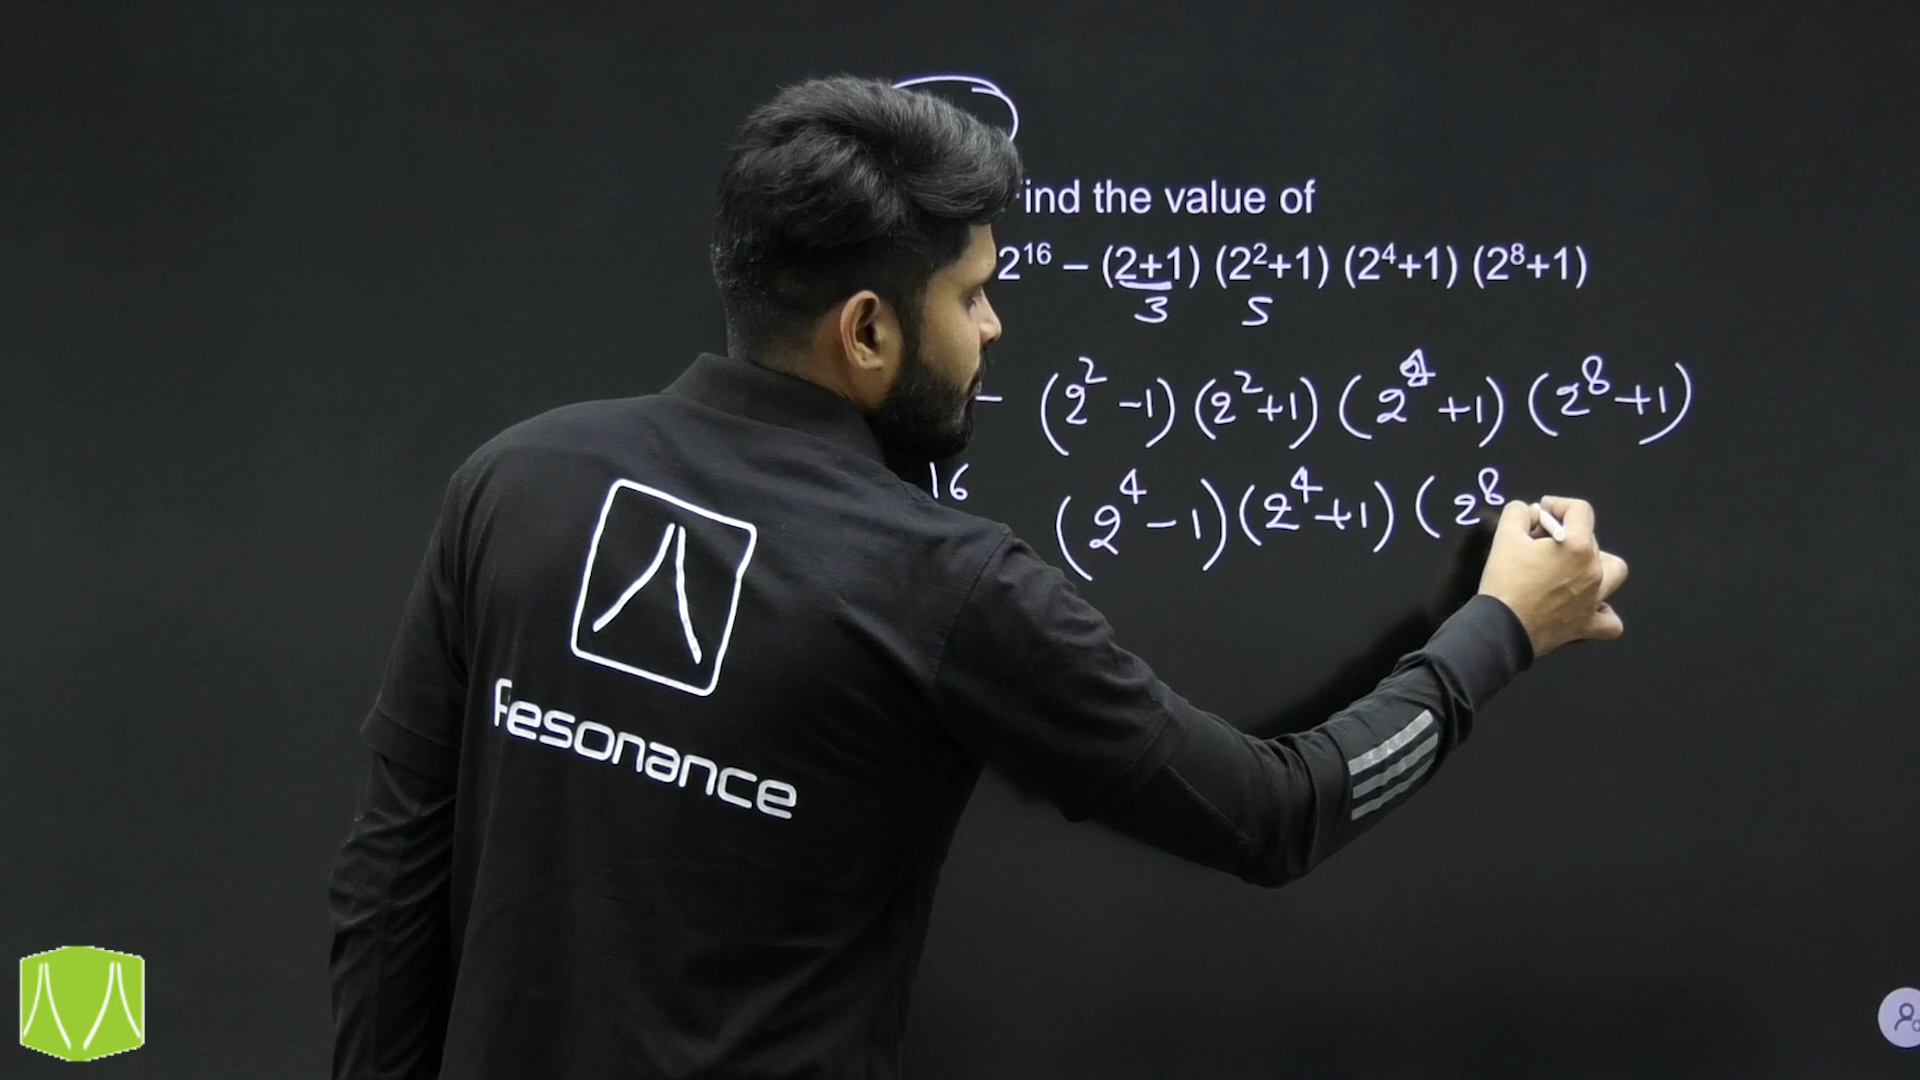 ind the value of
2¹⁶ – (2+1) (2²+1) (2⁴+1) (2⁸+1)
3 5
– (2²-1) (2²+1) (2⁴+1) (2⁸+1)
16 (2⁴-1) (2⁴+1) (2⁸
Resonance